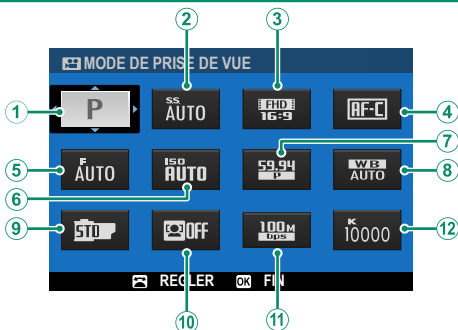 ② ③
MODE DE PRISE DE VUE
① P S.S. AUTO FHD 16:9 AF-C ④
⑦
⑤ F AUTO ISO AUTO 59.94 P WB AUTO ⑧
⑥
⑨ STD OFF 100M bps K 10000 ⑫
REGLER OK FIN
⑩ ⑪